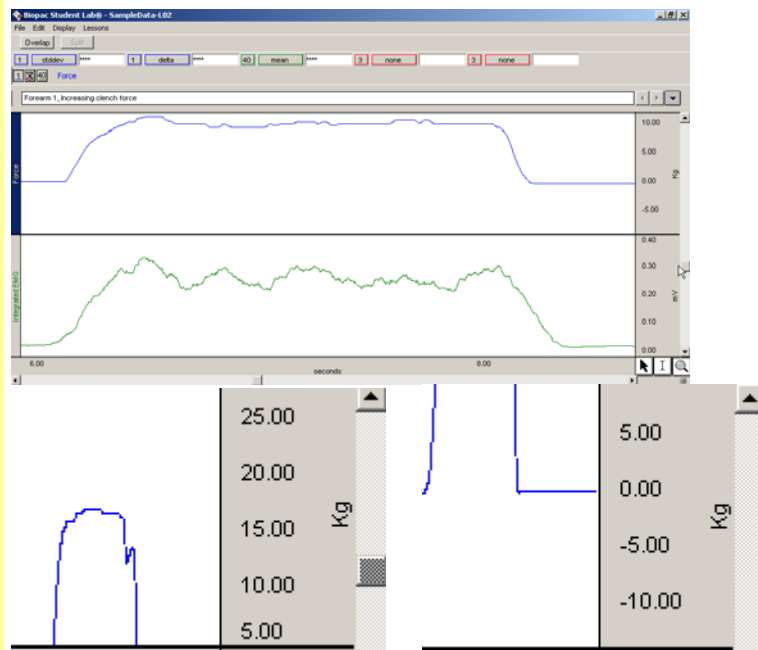 Biopac Student Lab® - SampleData-L02
File Edit Display Lessons
Overlap Split
1 stddev **** 1 delta **** 40 mean **** 3 none 3 none
1 40 Force
Forearm 1, Increasing clench force
Force
10.00
5.00
0.00
-5.00
Kg
Integrated EMG
0.40
0.30
0.20
0.10
0.00
mV
6.00 8.00
seconds
25.00
20.00
15.00
10.00
5.00
Kg
5.00
0.00
-5.00
-10.00
Kg